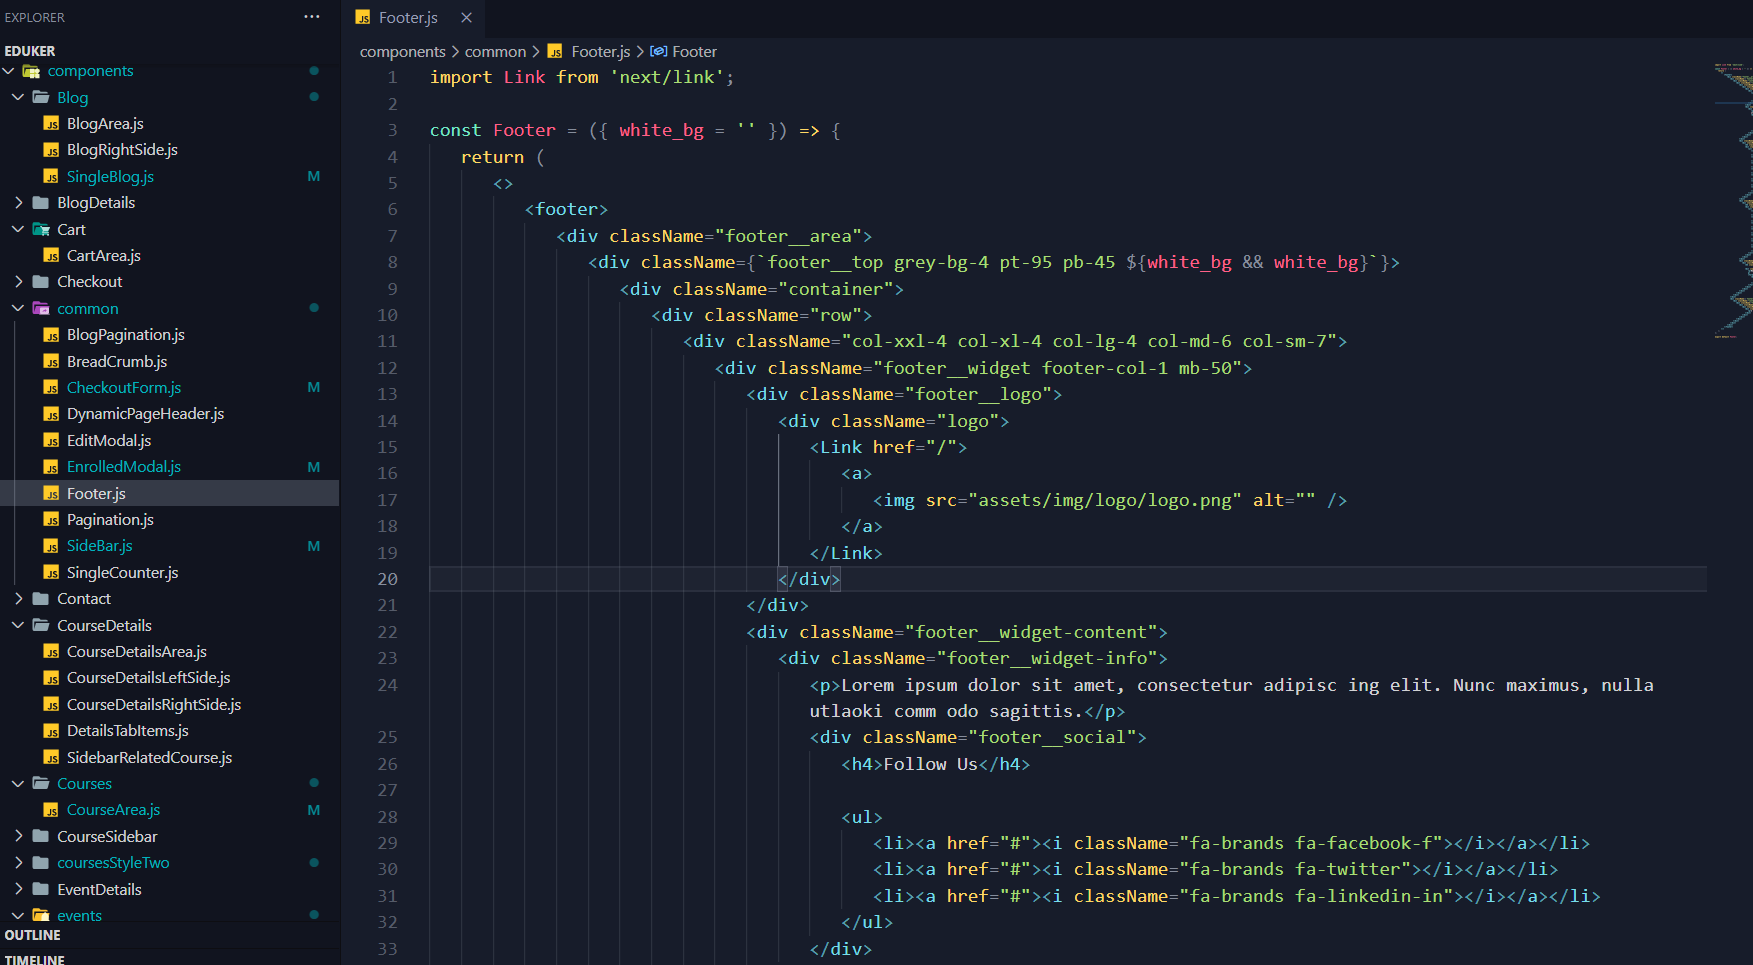 EXPLORER
EDUKER
components
Blog
BlogArea.js
BlogRightSide.js
SingleBlog.js M
BlogDetails
Cart
CartArea.js
Checkout
common
BlogPagination.js
BreadCrumb.js
CheckoutForm.js M
DynamicPageHeader.js
EditModal.js
EnrolledModal.js M
Footer.js
Pagination.js
SideBar.js M
SingleCounter.js
Contact
CourseDetails
CourseDetailsArea.js
CourseDetailsLeftSide.js
CourseDetailsRightSide.js
DetailsTabItems.js
SidebarRelatedCourse.js
Courses
CourseArea.js M
CourseSidebar
coursesStyleTwo
EventDetails
events
OUTLINE
TIMELINE
JS Footer.js ×
components > common > JS Footer.js > Footer
1 import Link from 'next/link';
2
3 const Footer = ({ white_bg = '' }) => {
4 return (
5 <>
6 <footer>
7 <div className="footer__area">
8 <div className={`footer__top grey-bg-4 pt-95 pb-45 ${white_bg && white_bg}`}>
9 <div className="container">
10 <div className="row">
11 <div className="col-xxl-4 col-xl-4 col-lg-4 col-md-6 col-sm-7">
12 <div className="footer__widget footer-col-1 mb-50">
13 <div className="footer__logo">
14 <div className="logo">
15 <Link href="/">
16 <a>
17 <img src="assets/img/logo/logo.png" alt="" />
18 </a>
19 </Link>
20 </div>
21 </div>
22 <div className="footer__widget-content">
23 <div className="footer__widget-info">
24 <p>Lorem ipsum dolor sit amet, consectetur adipisc ing elit. Nunc maximus, nulla
utlaoki comm odo sagittis.</p>
25 <div className="footer__social">
26 <h4>Follow Us</h4>
27
28 <ul>
29 <li><a href="#"><i className="fa-brands fa-facebook-f"></i></a></li>
30 <li><a href="#"><i className="fa-brands fa-twitter"></i></a></li>
31 <li><a href="#"><i className="fa-brands fa-linkedin-in"></i></a></li>
32 </ul>
33 </div>